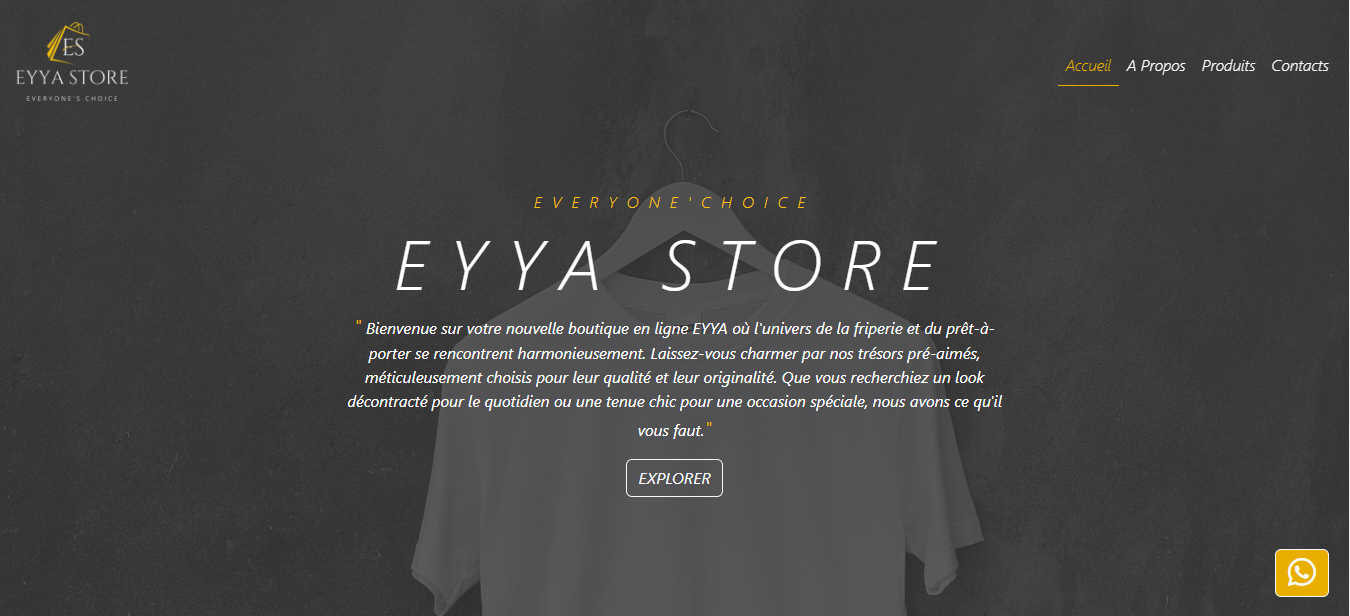 ES
EYYA STORE
EVERYONE'S CHOICE
Accueil A Propos Produits Contacts
EVERYONE'CHOICE
EYYA STORE
" Bienvenue sur votre nouvelle boutique en ligne EYYA où l'univers de la friperie et du prêt-à-
porter se rencontrent harmonieusement. Laissez-vous charmer par nos trésors pré-aimés,
méticuleusement choisis pour leur qualité et leur originalité. Que vous recherchiez un look
décontracté pour le quotidien ou une tenue chic pour une occasion spéciale, nous avons ce qu'il
vous faut."
EXPLORER